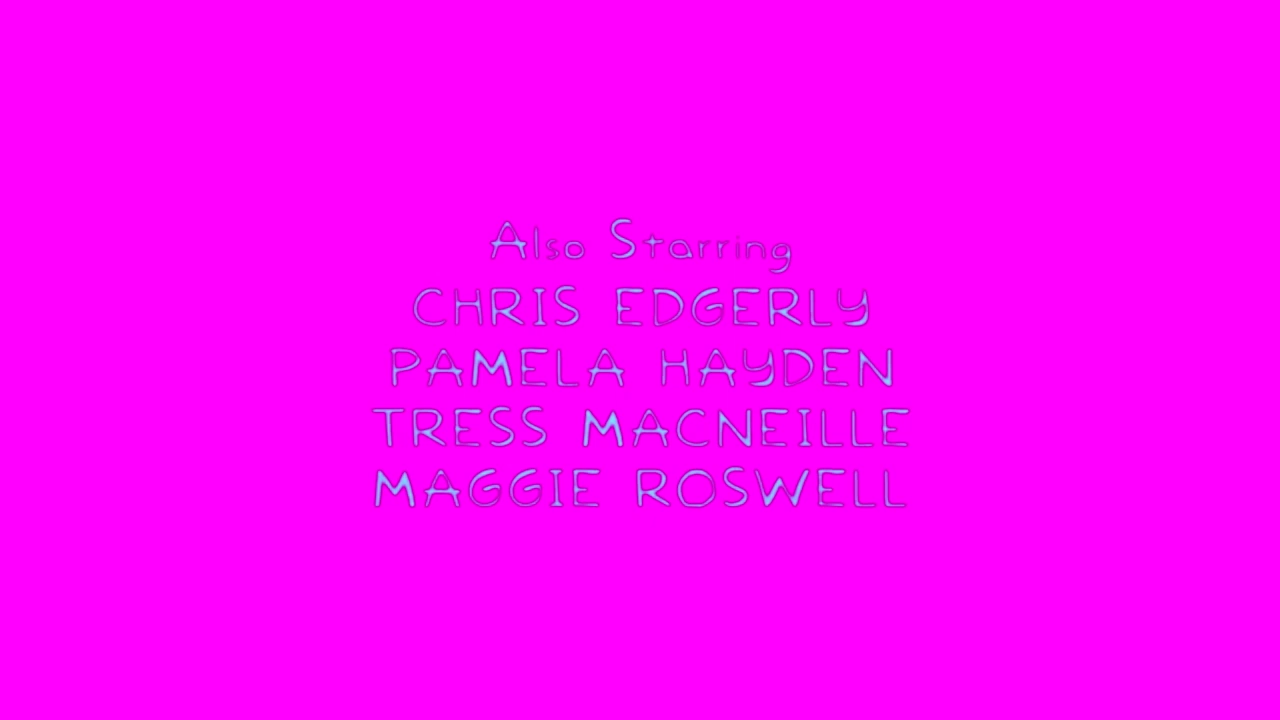 Also Starring
CHRIS EDGERLY
PAMELA HAYDEN
TRESS MACNEILLE
MAGGIE ROSWELL